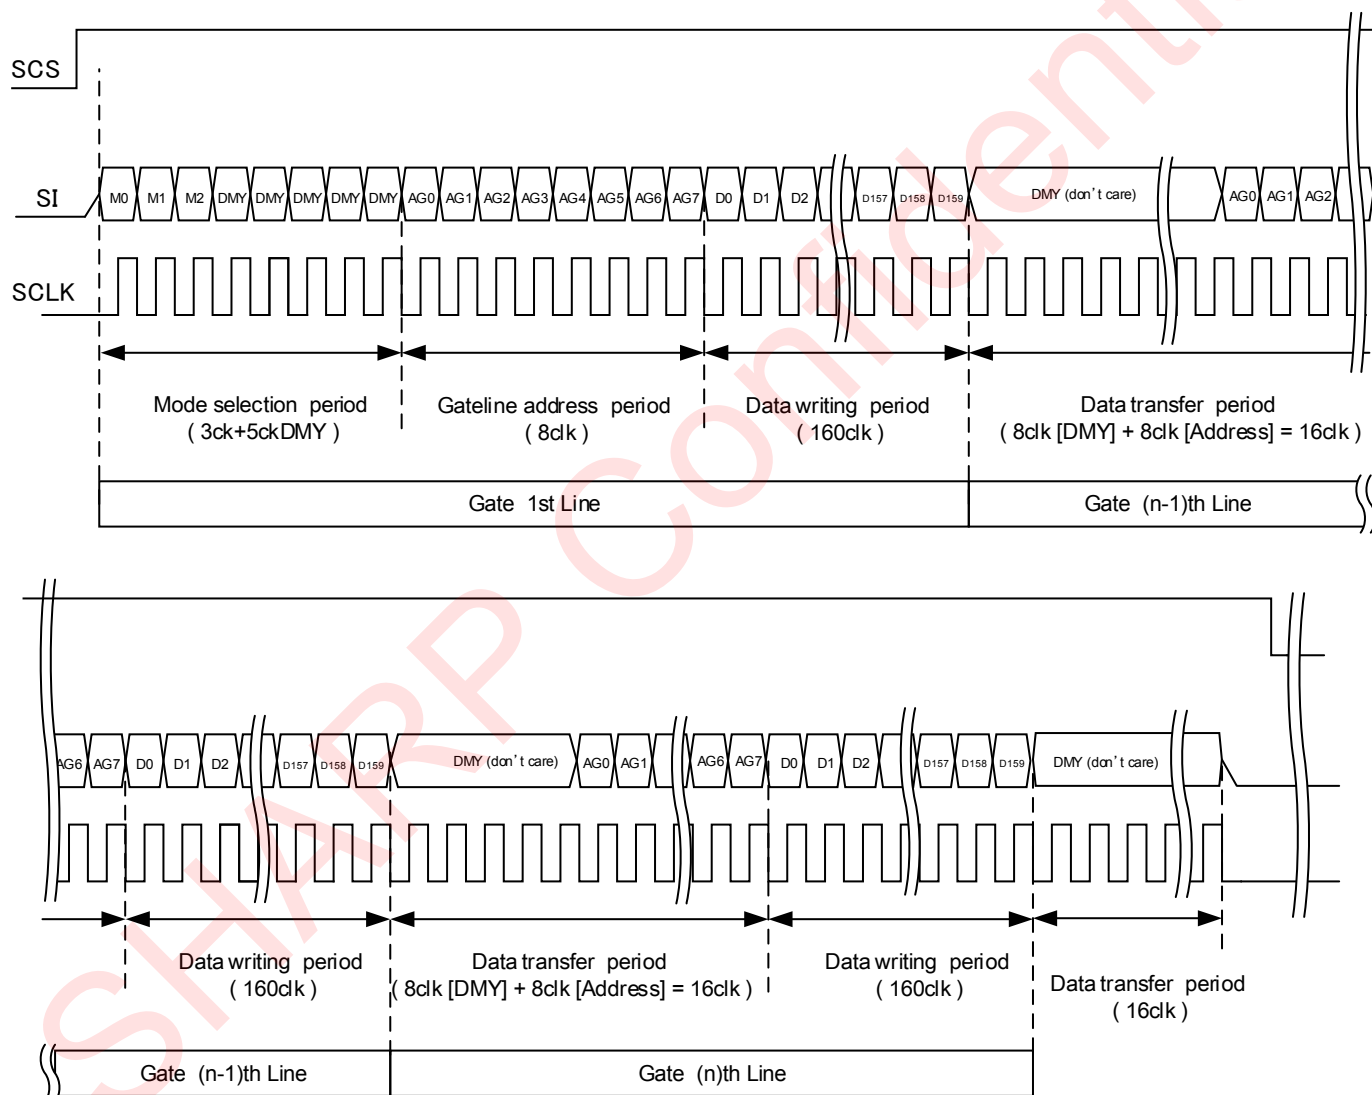 SCS
SI M0 M1 M2 DMY DMY DMY DMY DMY AG0 AG1 AG2 AG3 AG4 AG5 AG6 AG7 D0 D1 D2 D157 D158 D159 DMY (don't care) AG0 AG1 AG2
SCLK
Mode selection period Gateline address period Data writing period Data transfer period
( 3ck+5ckDMY ) ( 8clk ) ( 160clk ) ( 8clk [DMY] + 8clk [Address] = 16clk )
Gate 1st Line Gate (n-1)th Line
AG6 AG7 D0 D1 D2 D157 D158 D159 DMY (don't care) AG0 AG1 AG6 AG7 D0 D1 D2 D157 D158 D159 DMY (don't care)
Data writing period Data transfer period Data writing period Data transfer period
( 160clk ) ( 8clk [DMY] + 8clk [Address] = 16clk ) ( 160clk ) ( 16clk )
Gate (n-1)th Line Gate (n)th Line
SHARP Confidenti